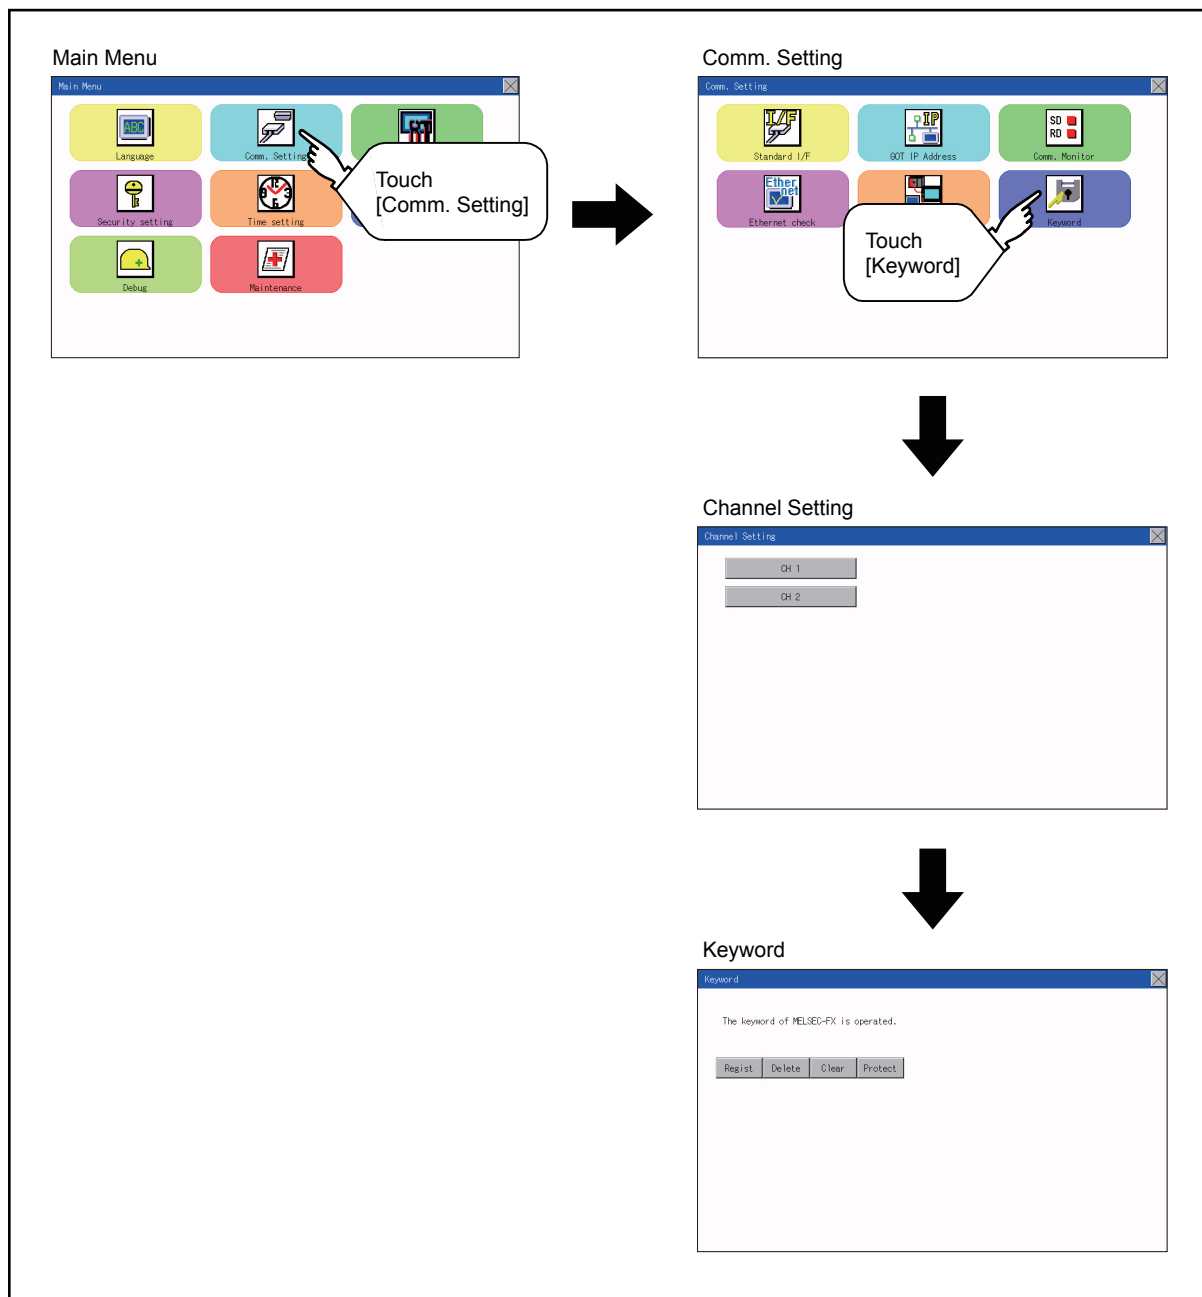 Main Menu
Main Menu
ABC
Language
Comm. Setting
Security setting
Time setting
Debug
Maintenance
Touch
[Comm. Setting]
Comm. Setting
Comm. Setting
I/F
Standard I/F
IP
GOT IP Address
SD
RD
Comm. Monitor
Ether
net
Ethernet check
Keyword
Touch
[Keyword]
Channel Setting
Channel Setting
CH 1
CH 2
Keyword
Keyword
The keyword of MELSEC-FX is operated.
Regist Delete Clear Protect